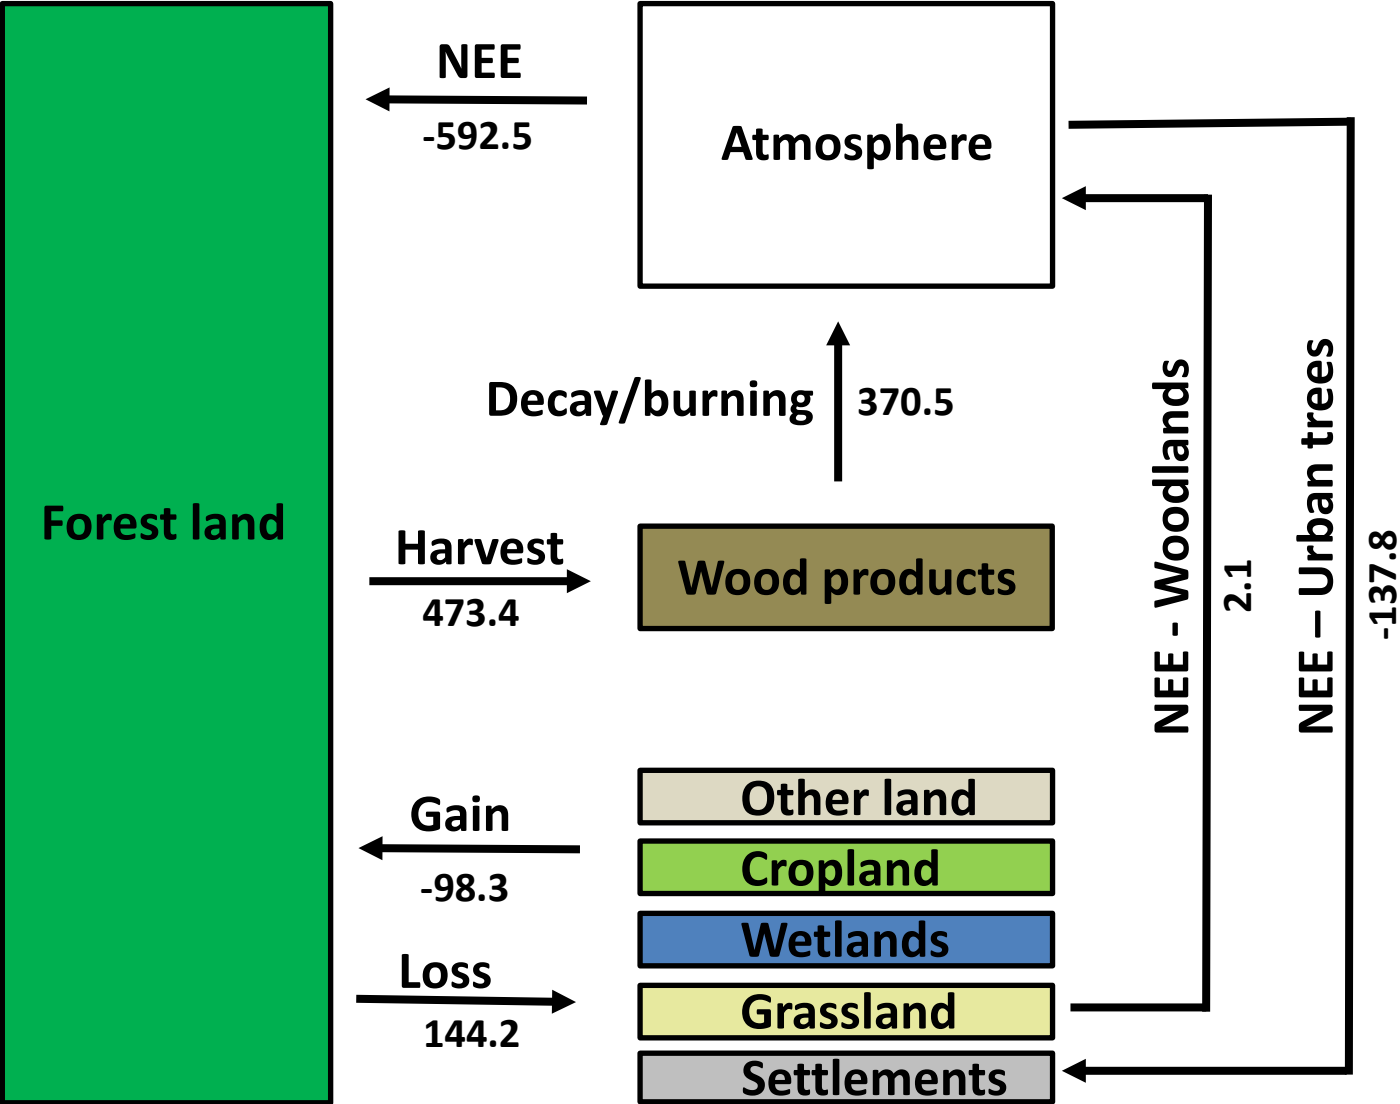 NEE
-592.5
Atmosphere
Decay/burning
370.5
Forest land
Harvest
473.4
Wood products
NEE - Woodlands
2.1
NEE – Urban trees
-137.8
Gain
-98.3
Loss
144.2
Other land
Cropland
Wetlands
Grassland
Settlements